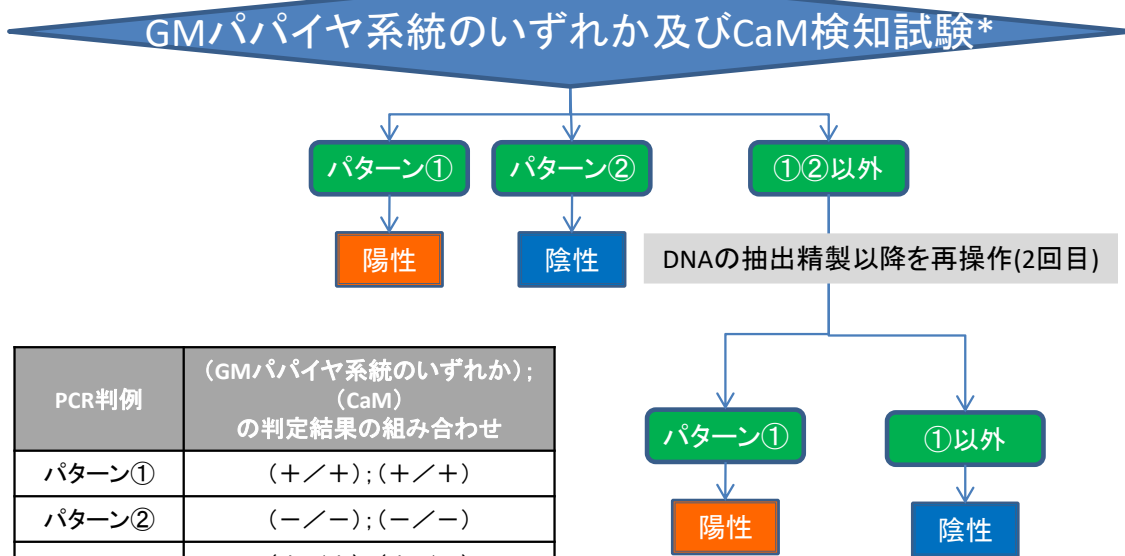 GMパパイヤ系統のいずれか及びCaM検知試験*
パターン①
パターン②
①②以外
陽性
陰性
DNAの抽出精製以降を再操作(2回目)
パターン①
①以外
陽性
陰性
PCR判例
（GMパパイヤ系統のいずれか）；
（CaM）
の判定結果の組み合わせ
パターン①
（＋／＋）；（＋／＋）
パターン②
（－／－）；（－／－）